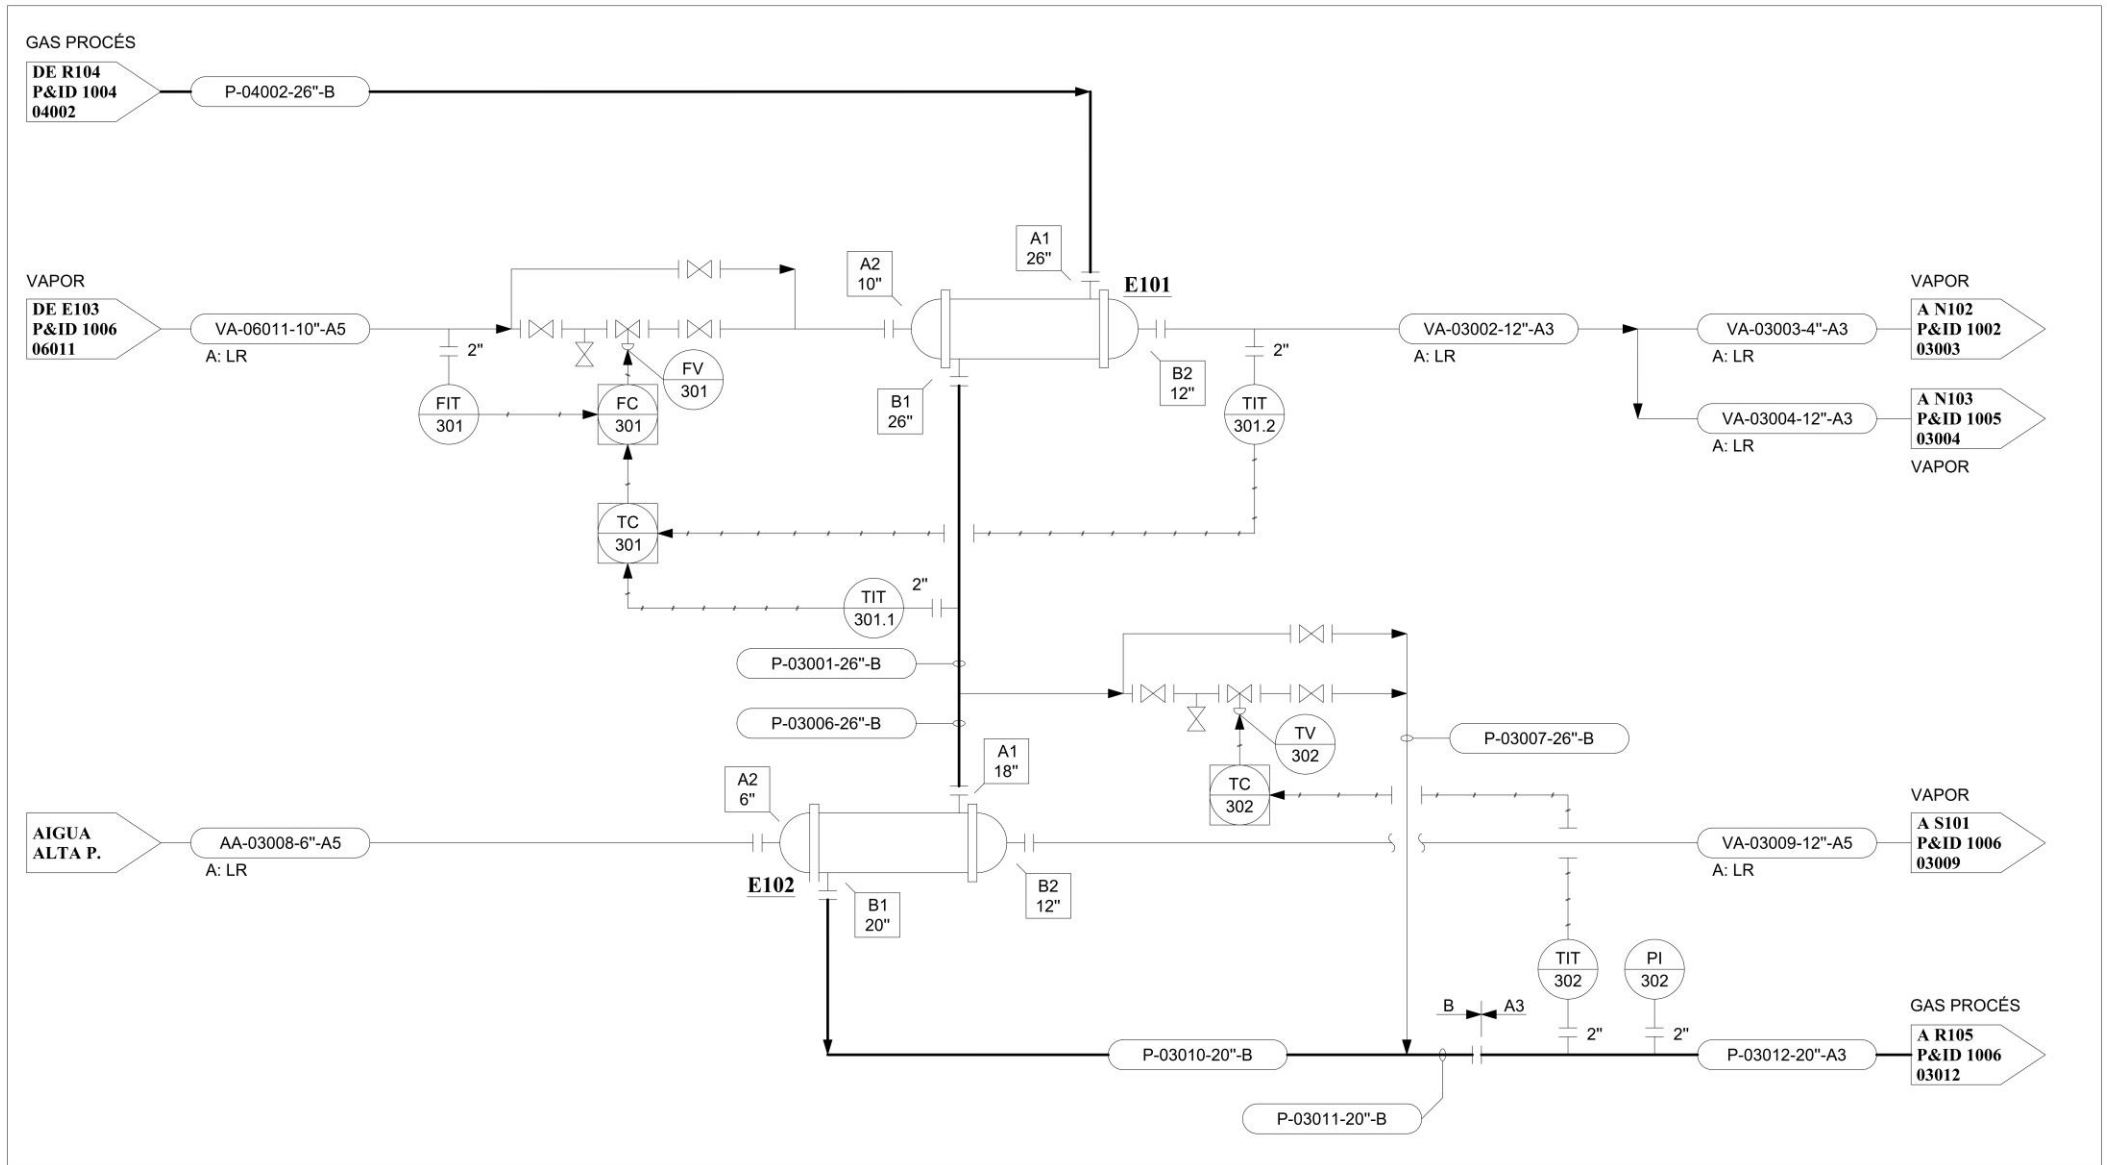 GAS PROCÉS
DE R104
P&ID 1004
04002
P-04002-26"-B
A1
26"
A2
10"
E101
VAPOR
DE E103
P&ID 1006
06011
VA-06011-10"-A5
A: LR
2"
FIT
301
FC
301
FV
301
B1
26"
B2
12"
2"
TIT
301.2
VA-03002-12"-A3
A: LR
VAPOR
VA-03003-4"-A3
A: LR
A N102
P&ID 1002
03003
VA-03004-12"-A3
A: LR
A N103
P&ID 1005
03004
VAPOR
TC
301
TIT
301.1
2"
P-03001-26"-B
P-03006-26"-B
TV
302
TC
302
P-03007-26"-B
A1
18"
A2
6"
AIGUA
ALTA P.
AA-03008-6"-A5
A: LR
E102
B1
20"
B2
12"
VAPOR
VA-03009-12"-A5
A: LR
A S101
P&ID 1006
03009
TIT
302
PI
302
B
A3
2"
2"
P-03010-20"-B
P-03011-20"-B
P-03012-20"-A3
GAS PROCÉS
A R105
P&ID 1006
03012